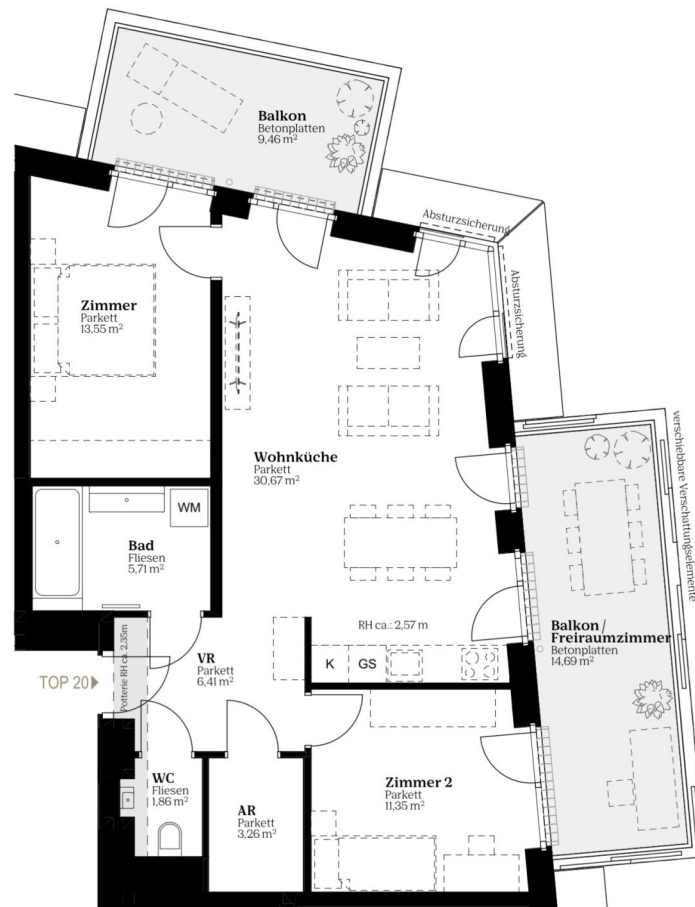 Balkon
Betonplatten
9,46 m²
Absturzsicherung
Absturzsicherung
Zimmer
Parkett
13,55 m²
verschiebbare Verschattungselemente
Wohnküche
Parkett
30,67 m²
WM
Bad
Fliesen
5,71 m²
RH ca.: 2,57 m
Balkon /
Freiraumzimmer
Betonplatten
14,69 m²
K
GS
VR
Parkett
6,41 m²
TOP 20
Potterie RH ca. 2.35m
WC
Fliesen
1,86 m²
AR
Parkett
3,26 m²
Zimmer 2
Parkett
11,35 m²